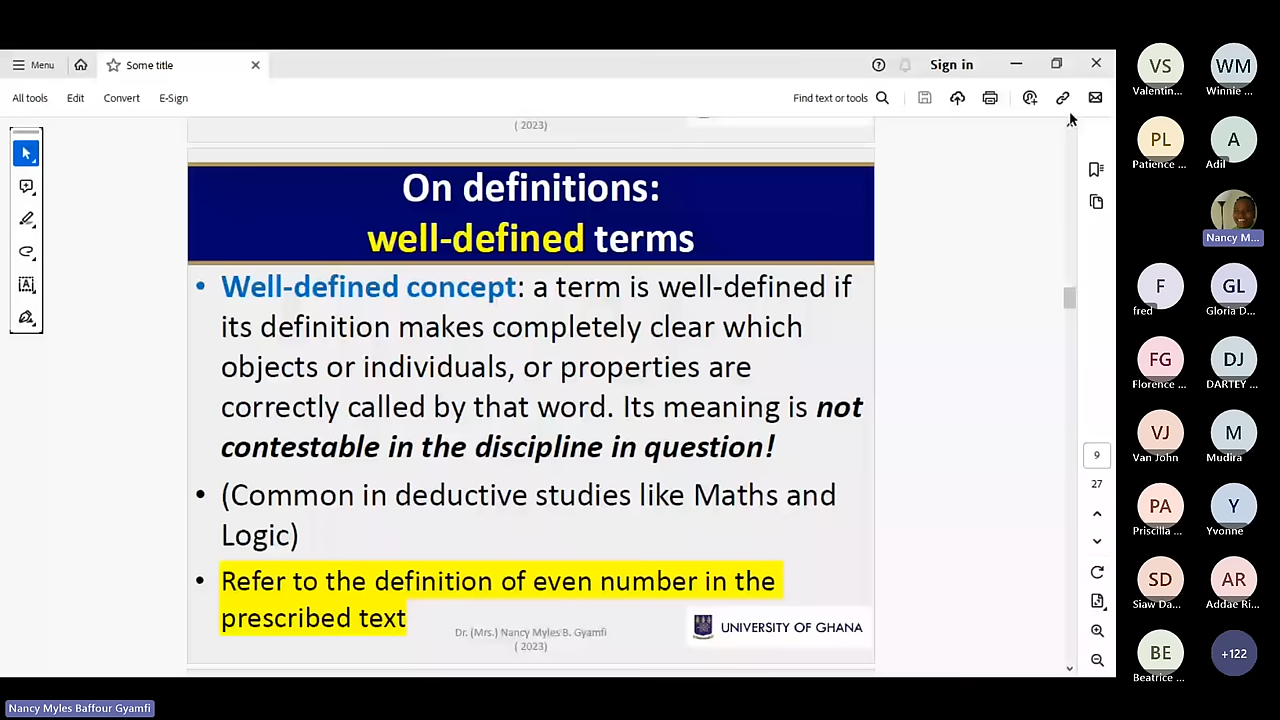 Menu
Some title
Sign in
All tools
Edit
Convert
E-Sign
Find text or tools
( 2023)
On definitions:
well-defined terms
• Well-defined concept: a term is well-defined if
its definition makes completely clear which
objects or individuals, or properties are
correctly called by that word. Its meaning is not
contestable in the discipline in question!
• (Common in deductive studies like Maths and
Logic)
• Refer to the definition of even number in the
prescribed text
Dr. (Mrs.) Nancy Myles B. Gyamfi
( 2023)
UNIVERSITY OF GHANA
9
27
VS
Valentin...
WM
Winnie ...
PL
Patience ...
A
Adil
Nancy M...
F
fred
GL
Gloria D...
FG
Florence ...
DJ
DARTEY ...
VJ
Van John
M
Mudira
PA
Priscilla ...
Y
Yvonne
SD
Siaw Da...
AR
Addae Ri...
BE
Beatrice ...
+122
Nancy Myles Baffour Gyamfi